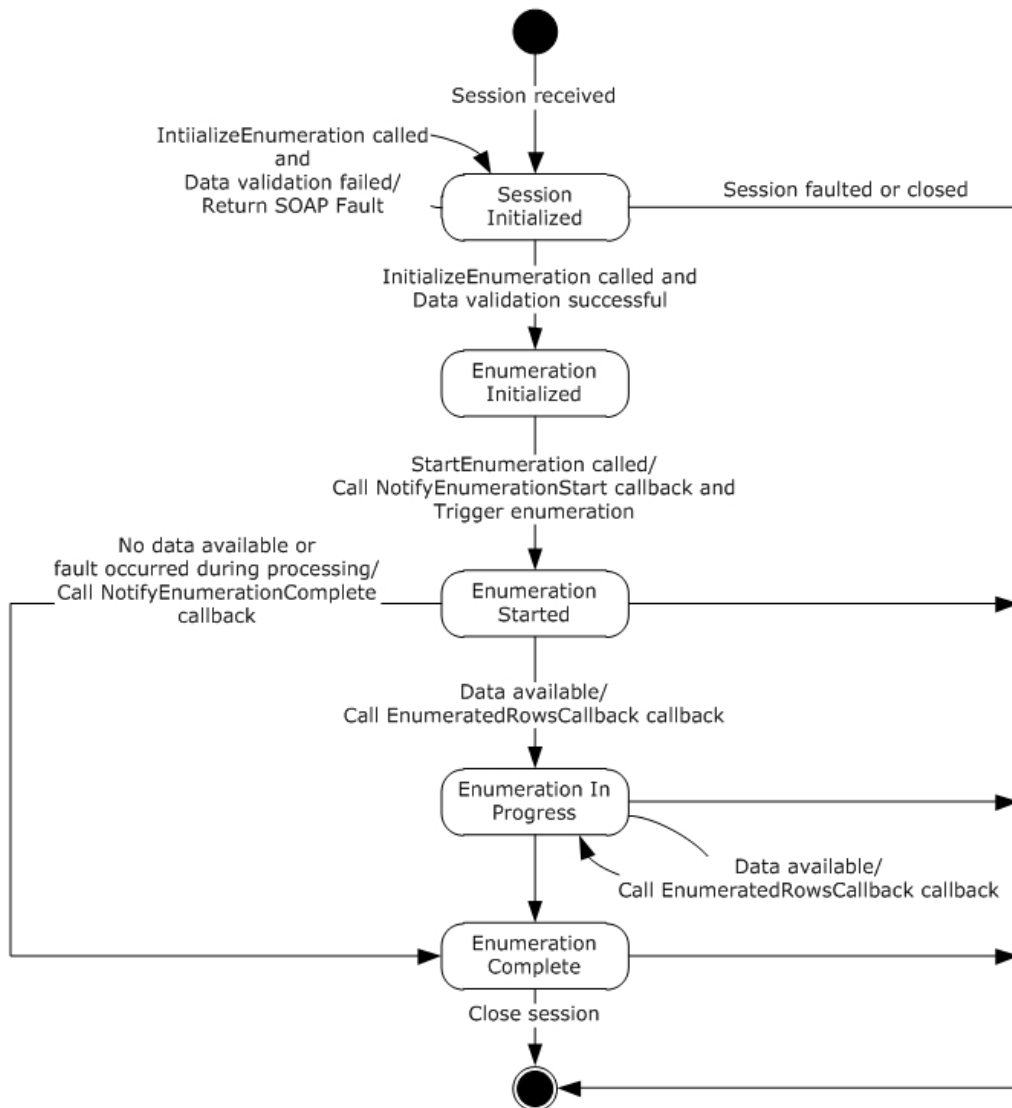 Session received
IntiializeEnumeration called
and
Data validation failed/
Return SOAP Fault
Session
Initialized
Session faulted or closed
InitializeEnumeration called and
Data validation successful
Enumeration
Initialized
StartEnumeration called/
Call NotifyEnumerationStart callback and
Trigger enumeration
No data available or
fault occurred during processing/
Call NotifyEnumerationComplete
callback
Enumeration
Started
Data available/
Call EnumeratedRowsCallback callback
Enumeration In
Progress
Data available/
Call EnumeratedRowsCallback callback
Enumeration
Complete
Close session